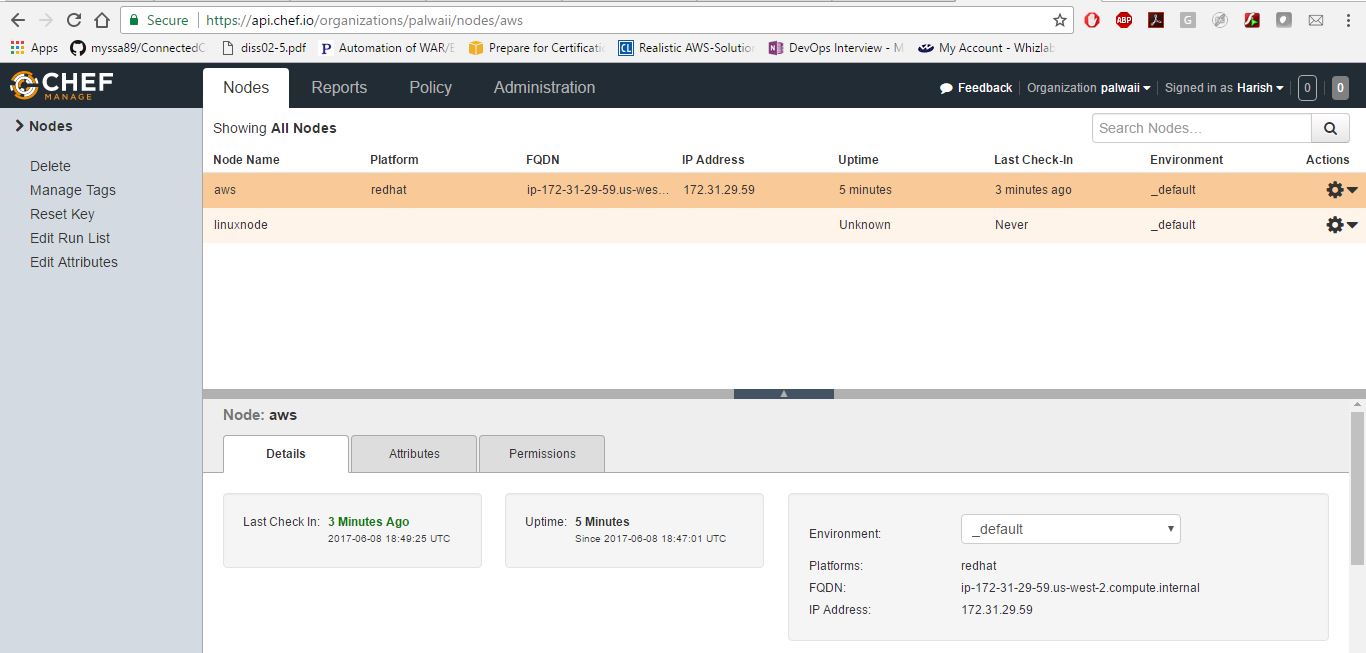 Secure https://api.chef.io/organizations/palwaii/nodes/aws
ABP G
Apps myssa89/ConnectedC diss02-5.pdf P Automation of WAR/E Prepare for Certificatio CL Realistic AWS-Solution N DevOps Interview - M My Account - Whizlab
CHEF MANAGE Nodes Reports Policy Administration Feedback Organization palwaii Signed in as Harish 0 0
Nodes
Delete
Manage Tags
Reset Key
Edit Run List
Edit Attributes
Showing All Nodes Search Nodes...
Node Name Platform FQDN IP Address Uptime Last Check-In Environment Actions
aws redhat ip-172-31-29-59.us-wes... 172.31.29.59 5 minutes 3 minutes ago _default
linuxnode Unknown Never _default
Node: aws
Details Attributes Permissions
Last Check In: 3 Minutes Ago
2017-06-08 18:49:25 UTC
Uptime: 5 Minutes
Since 2017-06-08 18:47:01 UTC
Environment: _default
Platforms: redhat
FQDN: ip-172-31-29-59.us-west-2.compute.internal
IP Address: 172.31.29.59